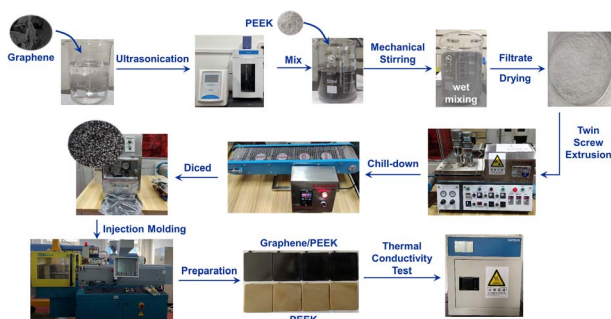 PEEK
Graphene
Ultrasonication
Mix
Mechanical
Stirring
wet
mixing
Filtrate
Drying
Twin
Screw
Extrusion
Chill-down
Diced
Injection Molding
Preparation
Graphene/PEEK
PEEK
Thermal
Conductivity
Test